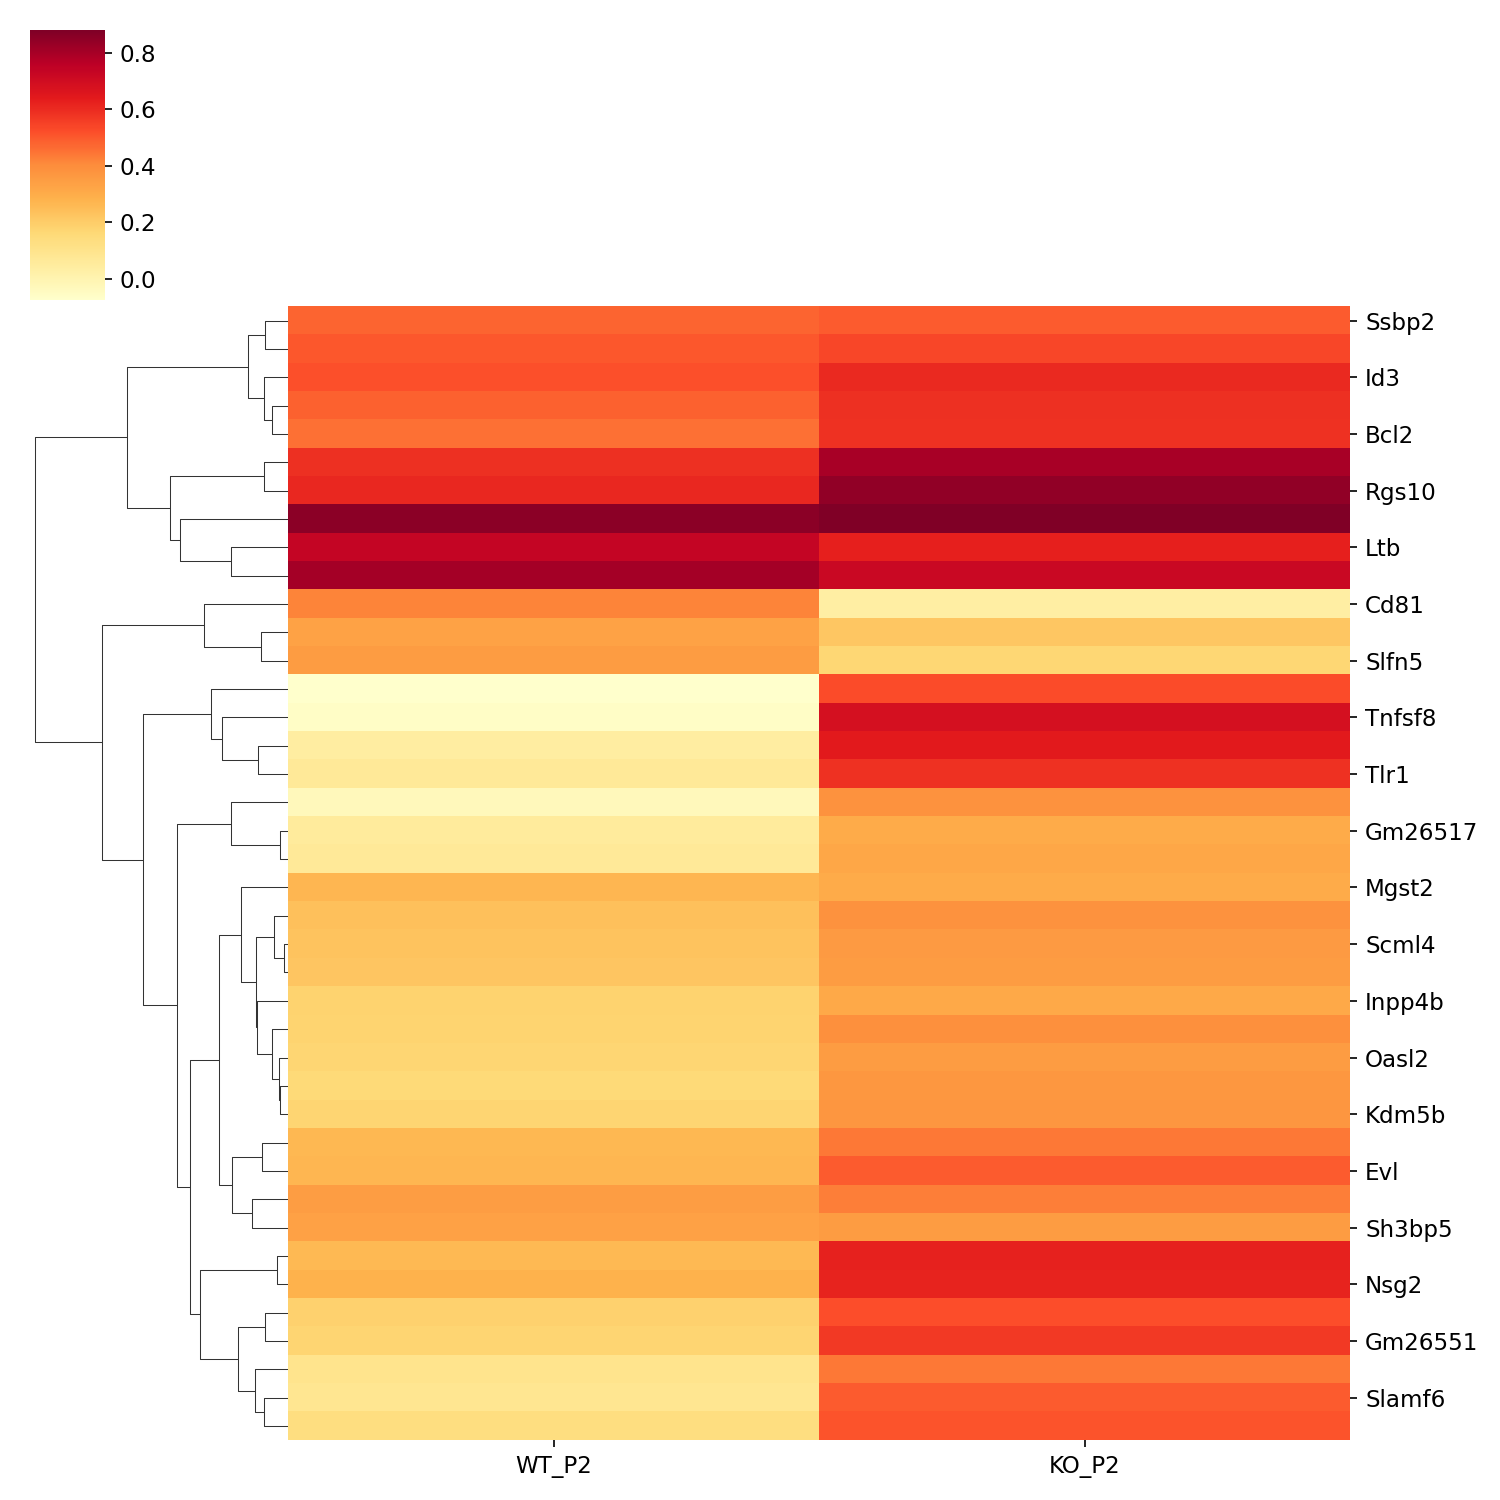 0.8
0.6
0.4
0.2
0.0
Ssbp2
Id3
Bcl2
Rgs10
Ltb
Cd81
Slfn5
Tnfsf8
Tlr1
Gm26517
Mgst2
Scml4
Inpp4b
Oasl2
Kdm5b
Evl
Sh3bp5
Nsg2
Gm26551
Slamf6
WT_P2 KO_P2